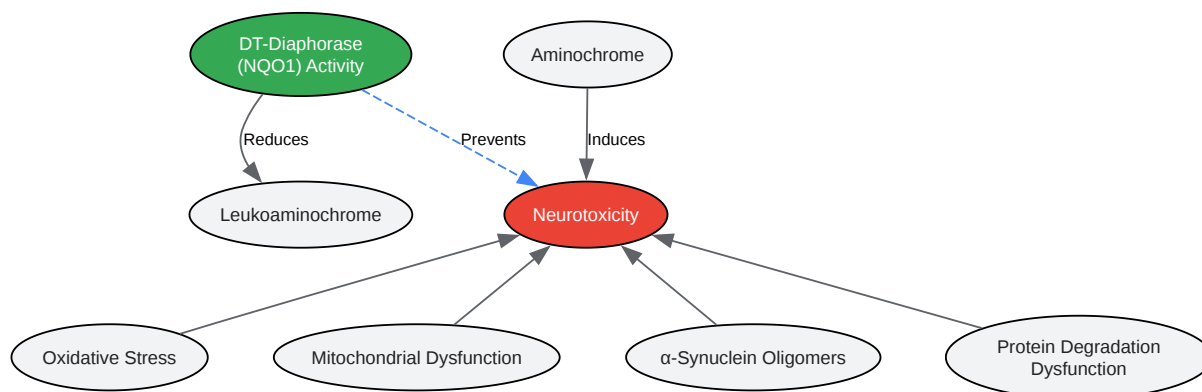 DT-Diaphorase
(NQO1) Activity
Aminochrome
Reduces
Prevents
Induces
Leukoaminochrome
Neurotoxicity
Oxidative Stress
Mitochondrial Dysfunction
α-Synuclein Oligomers
Protein Degradation
Dysfunction